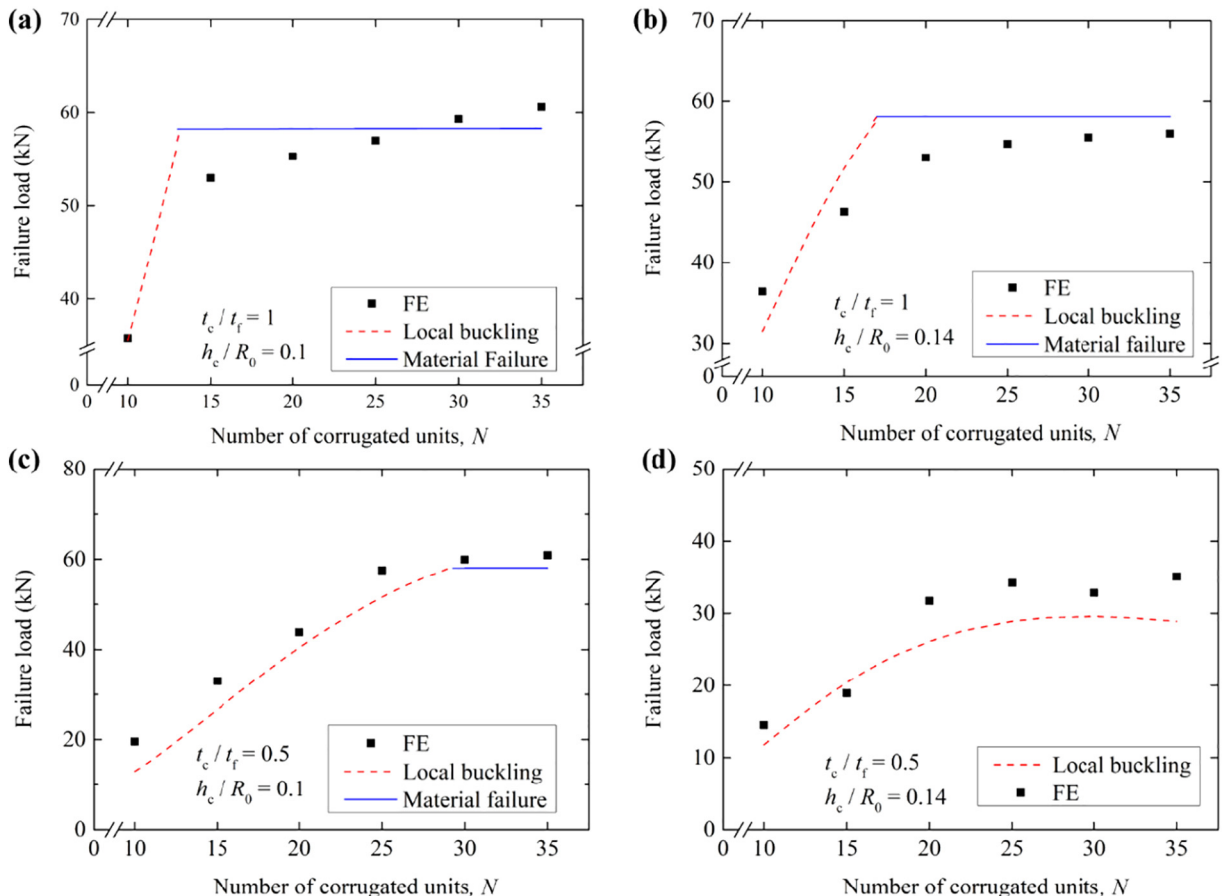 (a)
70
60
50
40
0
Failure load (kN)
FE
Local buckling
Material Failure
t_c / t_f = 1
h_c / R_0 = 0.1
0 10 15 20 25 30 35
Number of corrugated units, N
(b)
70
60
50
40
30
0
Failure load (kN)
FE
Local buckling
Material failure
t_c / t_f = 1
h_c / R_0 = 0.14
0 10 15 20 25 30 35
Number of corrugated units, N
(c)
80
60
40
20
0
Failure load (kN)
FE
Local buckling
Material failure
t_c / t_f = 0.5
h_c / R_0 = 0.1
0 10 15 20 25 30 35
Number of corrugated units, N
(d)
50
40
30
20
10
0
Failure load (kN)
Local buckling
FE
t_c / t_f = 0.5
h_c / R_0 = 0.14
0 10 15 20 25 30 35
Number of corrugated units, N